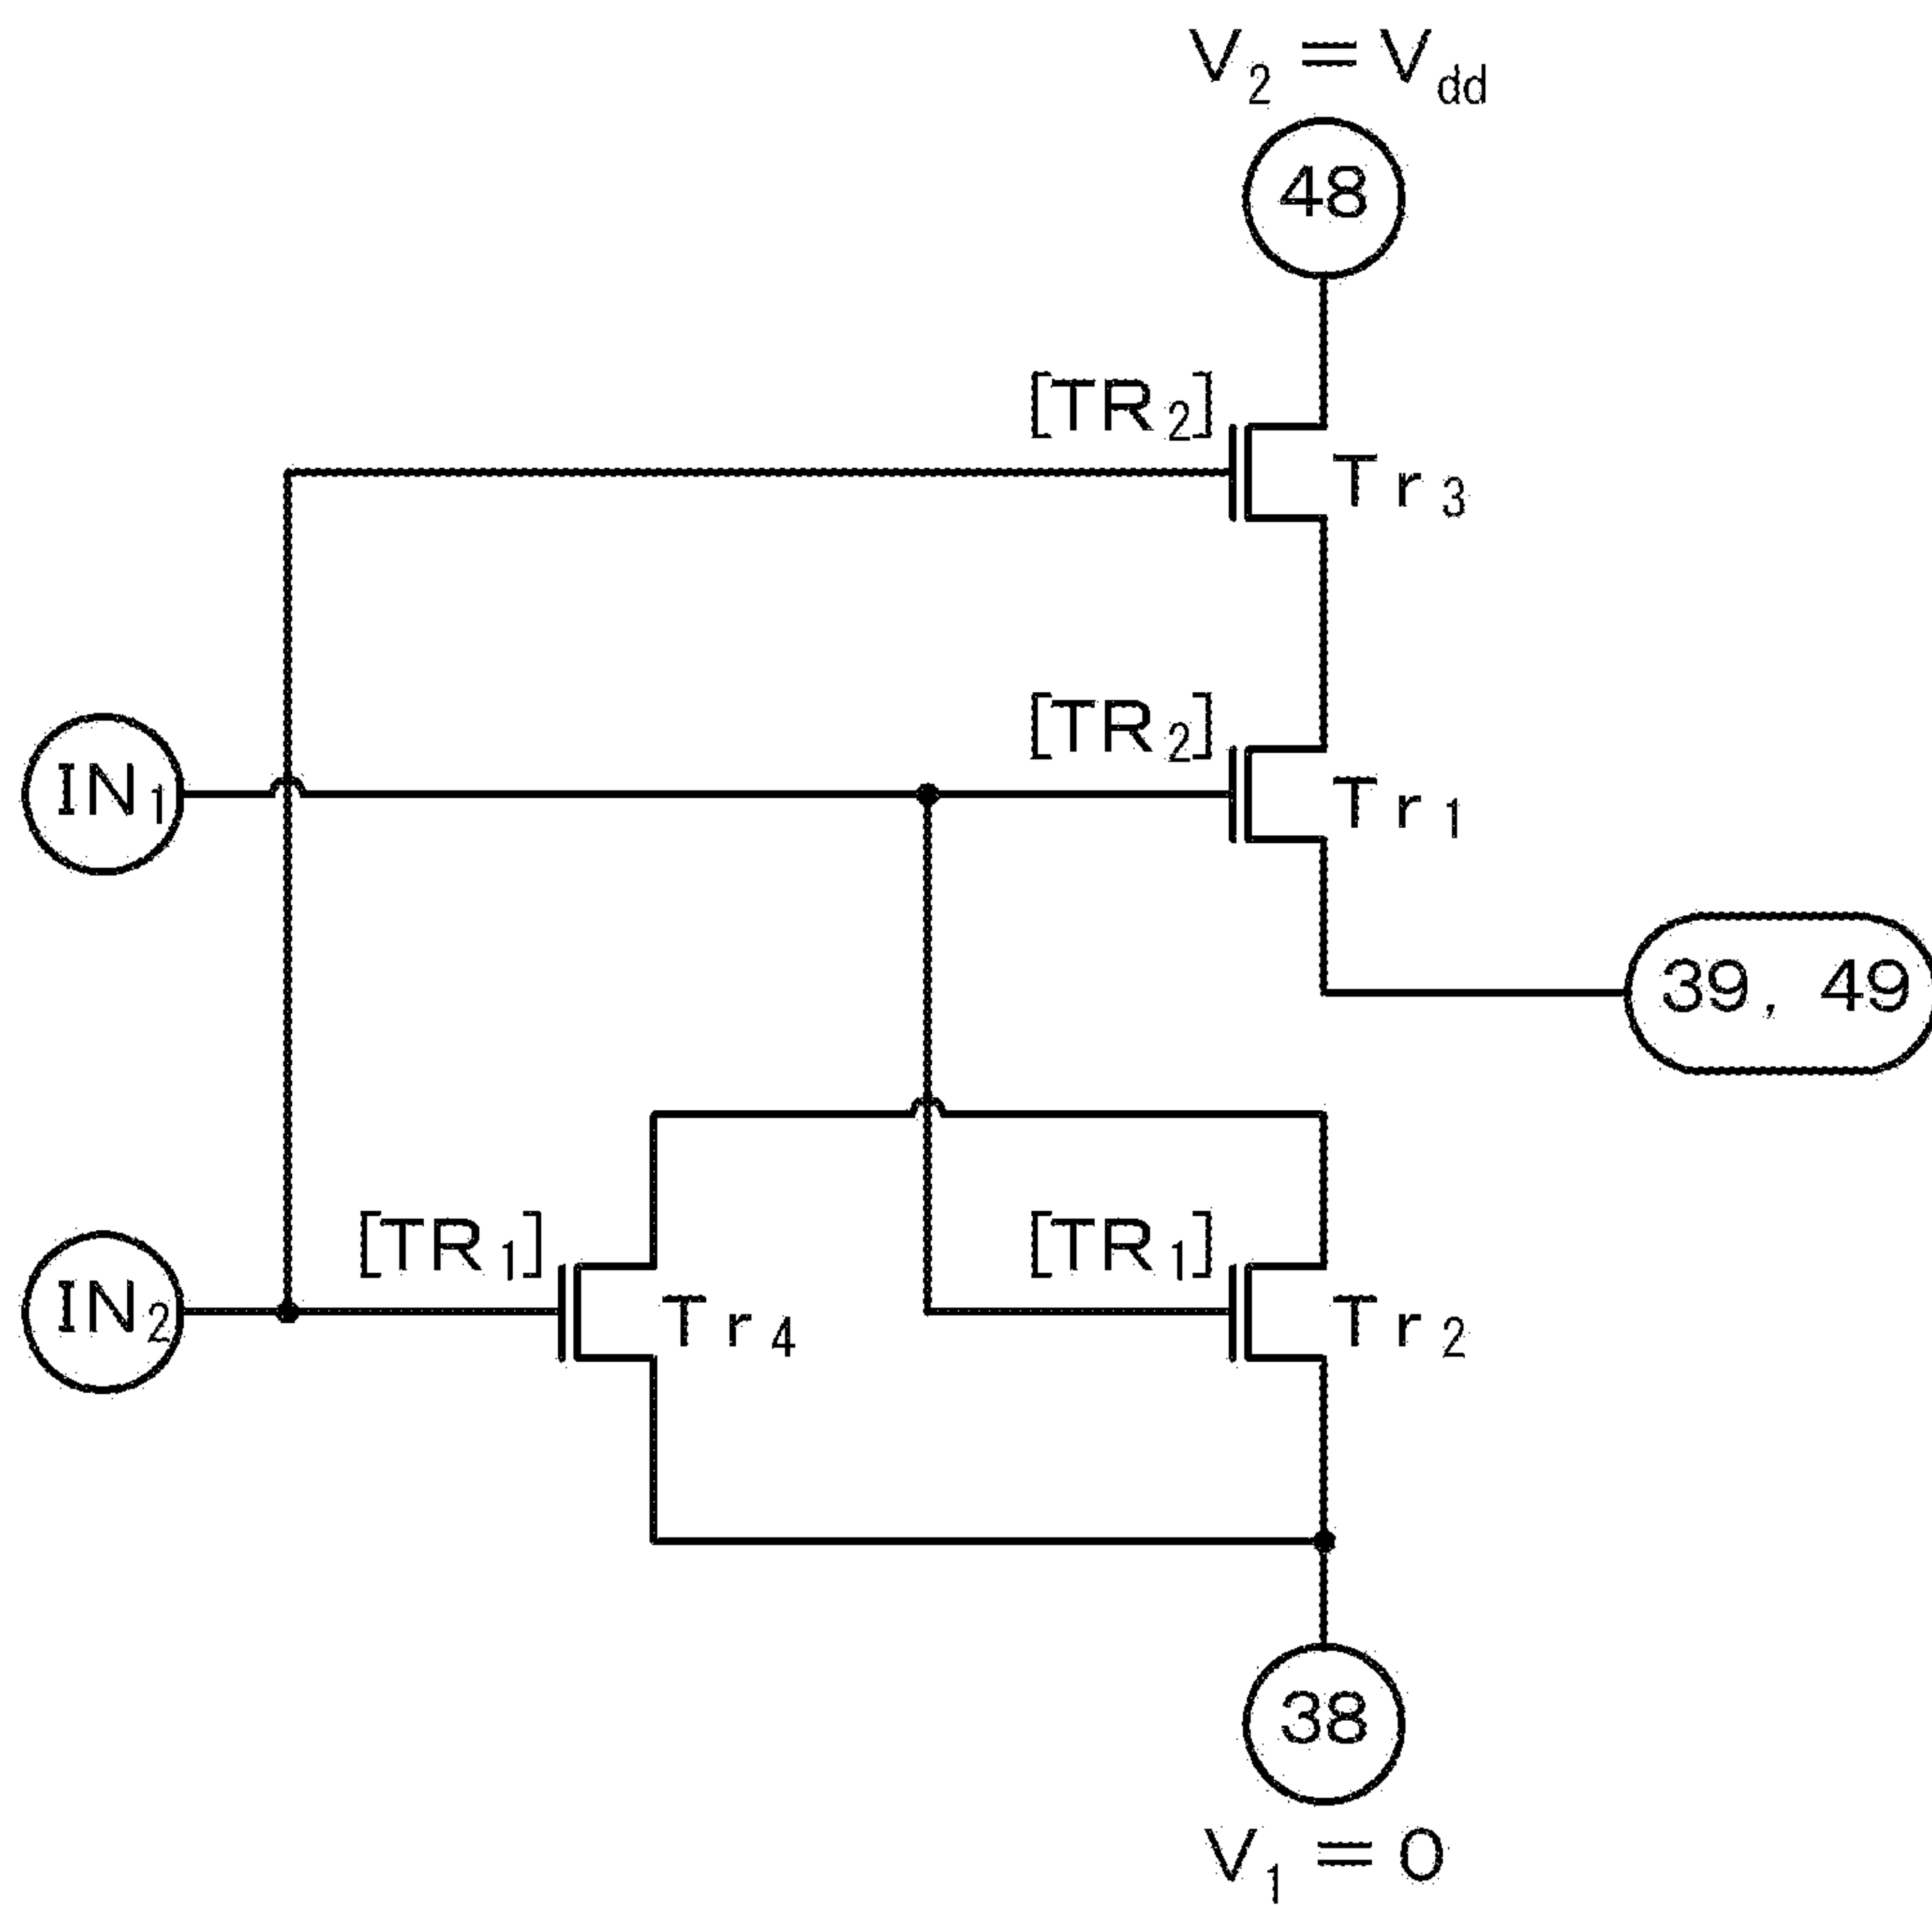 V2 = Vdd
48
[TR2]
Tr3
[TR2]
IN1
Tr1
39, 49
[TR1]
[TR1]
IN2
Tr4
Tr2
38
V1 = 0